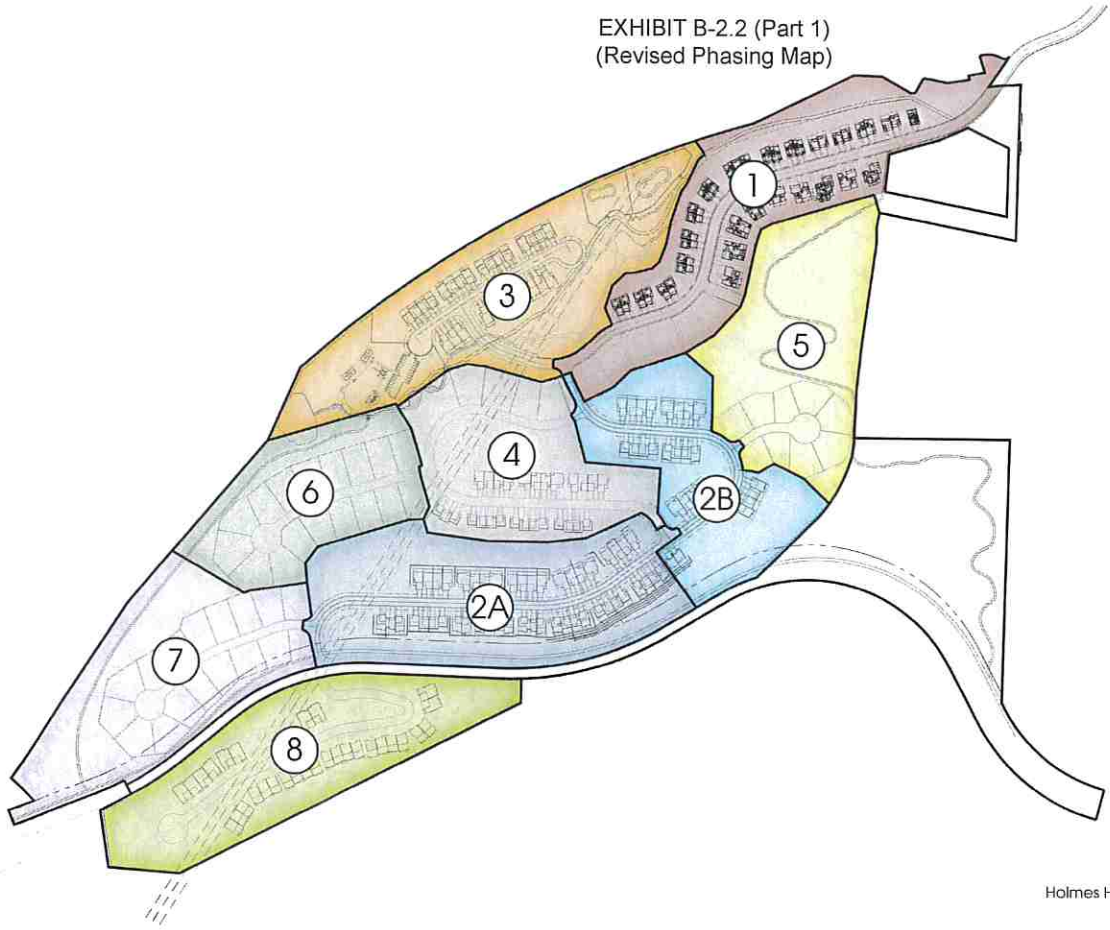 EXHIBIT B-2.2 (Part 1)
(Revised Phasing Map)
1
3
5
4
6
2B
2A
7
8
Holmes H